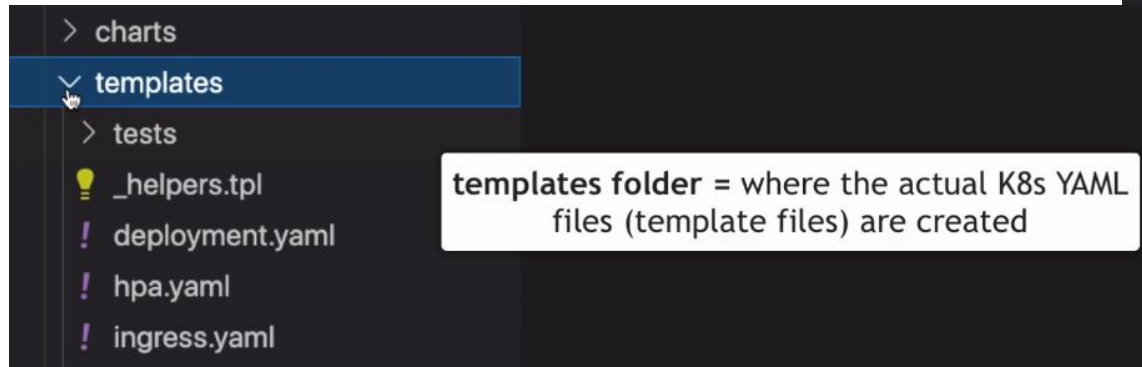 charts
templates
tests
_helpers.tpl
templates folder = where the actual K8s YAML
files (template files) are created
deployment.yaml
hpa.yaml
ingress.yaml